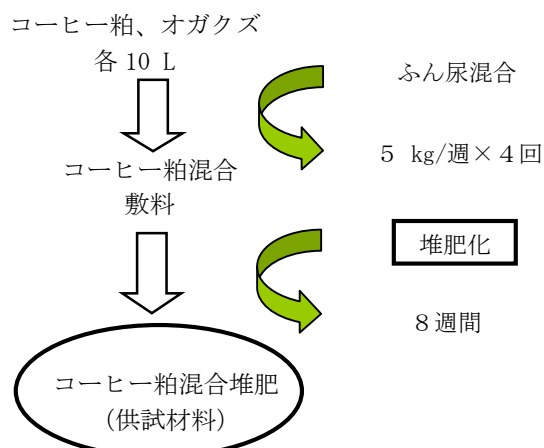 コーヒー粕、オガクズ
各 10 L
ふん尿混合
5 kg/週×4回
コーヒー粕混合
敷料
堆肥化
8週間
コーヒー粕混合堆肥
(供試材料)